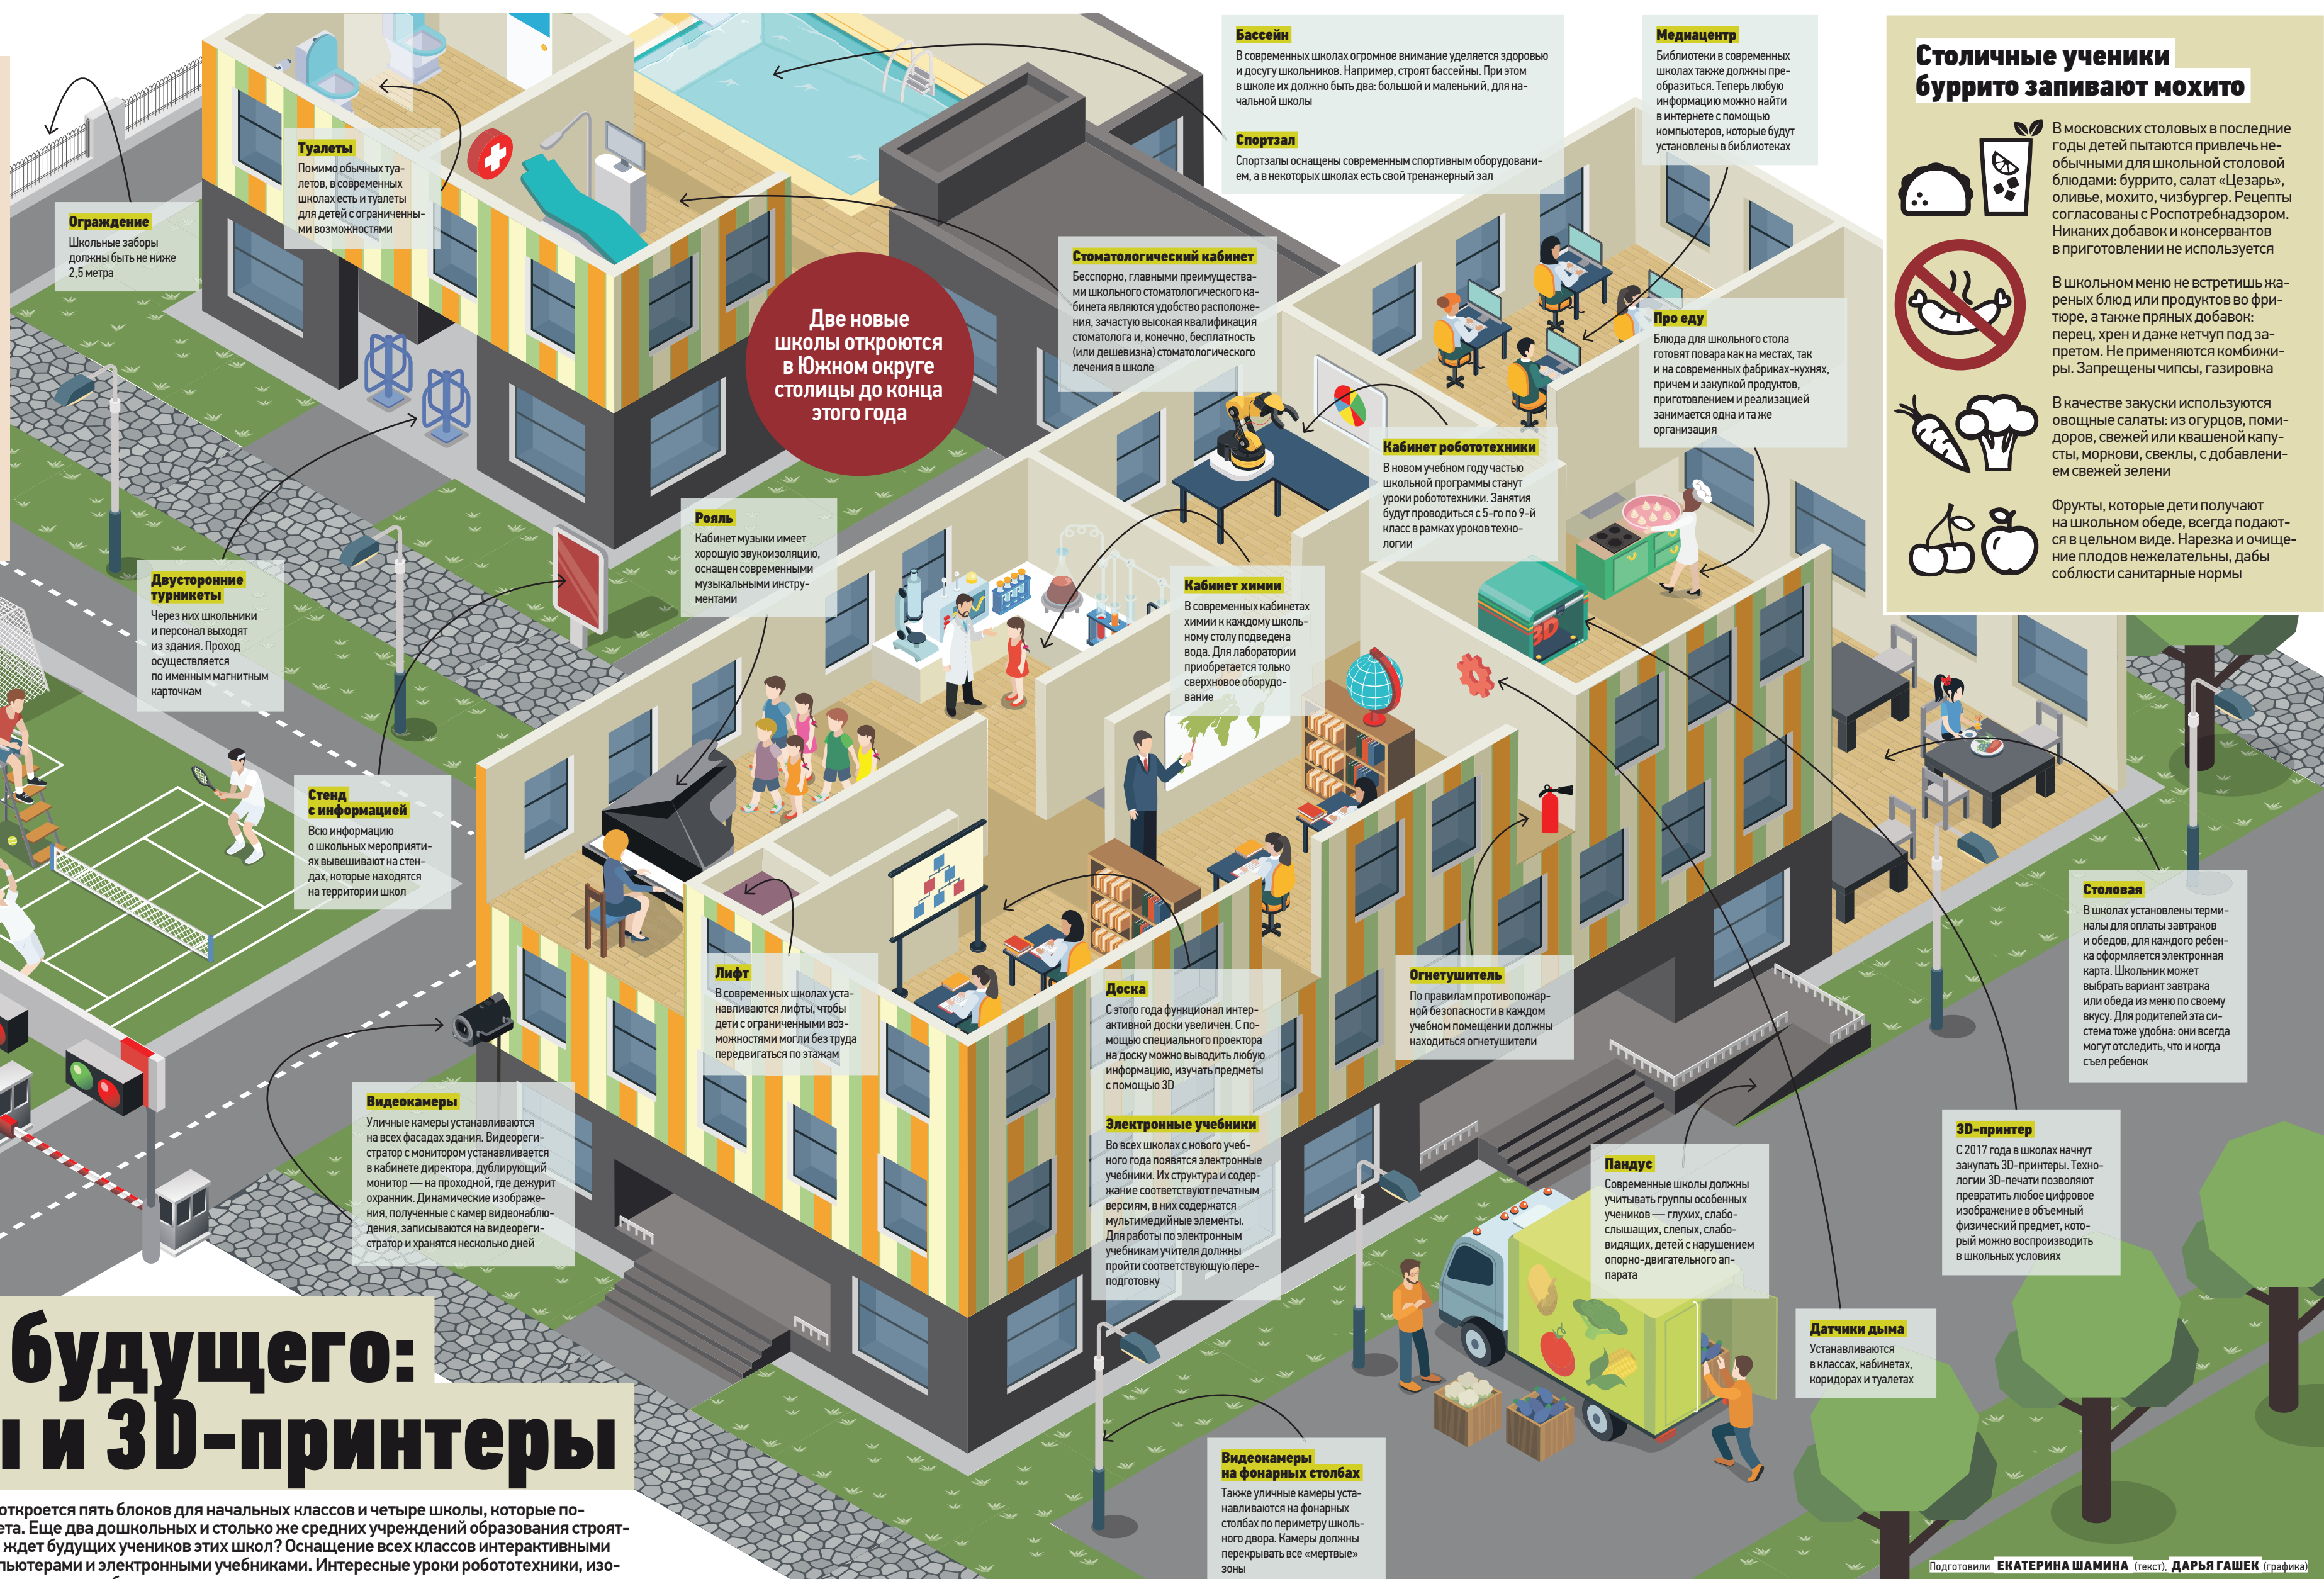 Ограждение
Школьные заборы
должны быть не ниже
2,5 метра
Туалеты
Помимо обычных туа-
летов, в современных
школах есть и туалеты
для детей с ограниченны-
ми возможностями
Бассейн
В современных школах огромное внимание уделяется здоровью
и досугу школьников. Например, строят бассейны. При этом
в школе их должно быть два: большой и маленький, для на-
чальной школы
Спортзал
Спортзалы оснащены современным спортивным оборудовани-
ем, а в некоторых школах есть свой тренажерный зал
Медиацентр
Библиотеки в современных
школах также должны пре-
образиться. Теперь любую
информацию можно найти
в интернете с помощью
компьютеров, которые будут
установлены в библиотеках
Столичные ученики
буррито запивают мохито
В московских столовых в последние
годы детей пытаются привлечь не-
обычными для школьной столовой
блюдами: буррито, салат «Цезарь»,
оливье, мохито, чизбургер. Рецепты
согласованы с Роспотребнадзором.
Никаких добавок и консервантов
в приготовлении не используется
В школьном меню не встретишь жа-
реных блюд или продуктов во фри-
тюре, а также пряных добавок:
перец, хрен и даже кетчуп под за-
претом. Не применяются комбижи-
ры. Запрещены чипсы, газировка
В качестве закуски используются
овощные салаты: из огурцов, поми-
доров, свежей или квашеной капу-
сты, моркови, свеклы, с добавлени-
ем свежей зелени
Фрукты, которые дети получают
на школьном обеде, всегда подают-
ся в цельном виде. Нарезка и очище-
ние плодов нежелательны, дабы
соблюсти санитарные нормы
Стоматологический кабинет
Бесспорно, главными преимущества-
ми школьного стоматологического ка-
бинета являются удобство расположе-
ния, зачастую высокая квалификация
стоматолога и, конечно, бесплатность
(или дешевизна) стоматологического
лечения в школе
Две новые
школы откроются
в Южном округе
столицы до конца
этого года
Про еду
Блюда для школьного стола
готовят повара как на местах, так
и на современных фабриках-кухнях,
причем и закупкой продуктов,
приготовлением и реализацией
занимается одна и та же
организация
Кабинет робототехники
В новом учебном году частью
школьной программы станут
уроки робототехники. Занятия
будут проводиться с 5-го по 9-й
класс в рамках уроков техно-
логии
Рояль
Кабинет музыки имеет
хорошую звукоизоляцию,
оснащен современными
музыкальными инстру-
ментами
Двусторонние
турникеты
Через них школьники
и персонал выходят
из здания. Проход
осуществляется
по именным магнитным
карточкам
Кабинет химии
В современных кабинетах
химии к каждому школь-
ному столу подведена
вода. Для лаборатории
приобретается только
сверхновое оборудо-
вание
3D
Стенд
с информацией
Всю информацию
о школьных мероприяти-
ях вывешивают на стен-
дах, которые находятся
на территории школ
Столовая
В школах установлены терми-
налы для оплаты завтраков
и обедов, для каждого ребен-
ка оформляется электронная
карта. Школьник может
выбрать вариант завтрака
или обеда из меню по своему
вкусу. Для родителей эта си-
стема тоже удобна: они всегда
могут отследить, что и когда
съел ребенок
Лифт
В современных школах уста-
навливаются лифты, чтобы
дети с ограниченными воз-
можностями могли без труда
передвигаться по этажам
Доска
С этого года функционал интер-
активной доски увеличен. С по-
мощью специального проектора
на доску можно выводить любую
информацию, изучать предметы
с помощью 3D
Огнетушитель
По правилам противопожар-
ной безопасности в каждом
учебном помещении должны
находиться огнетушители
Видеокамеры
Уличные камеры устанавливаются
на всех фасадах здания. Видеореги-
стратор с монитором устанавливается
в кабинете директора, дублирующий
монитор — на проходной, где дежурит
охранник. Динамические изображе-
ния, полученные с камер видеонаблю-
дения, записываются на видеореги-
стратор и хранятся несколько дней
Электронные учебники
Во всех школах с нового учеб-
ного года появятся электронные
учебники. Их структура и содер-
жание соответствуют печатным
версиям, в них содержатся
мультимедийные элементы.
Для работы по электронным
учебникам учителя должны
пройти соответствующую пере-
подготовку
Пандус
Современные школы должны
учитывать группы особенных
учеников — глухих, слабо-
слышащих, слепых, слабо-
видящих, детей с нарушением
опорно-двигательного ап-
парата
3D-принтер
С 2017 года в школах начнут
закупать 3D-принтеры. Техно-
логии 3D-печати позволяют
превратить любое цифровое
изображение в объемный
физический предмет, кото-
рый можно воспроизводить
в школьных условиях
Датчики дыма
Устанавливаются
в классах, кабинетах,
коридорах и туалетах
будущего:
ы и 3D-принтеры
откроется пять блоков для начальных классов и четыре школы, которые по-
ета. Еще два дошкольных и столько же средних учреждений образования строят-
ждет будущих учеников этих школ? Оснащение всех классов интерактивными
пьютерами и электронными учебниками. Интересные уроки робототехники, изо-
Видеокамеры
на фонарных столбах
Также уличные камеры уста-
навливаются на фонарных
столбах по периметру школь-
ного двора. Камеры должны
перекрывать все «мертвые»
зоны
Подготовили ЕКАТЕРИНА ШАМИНА (текст), ДАРЬЯ ГАШЕК (графика)